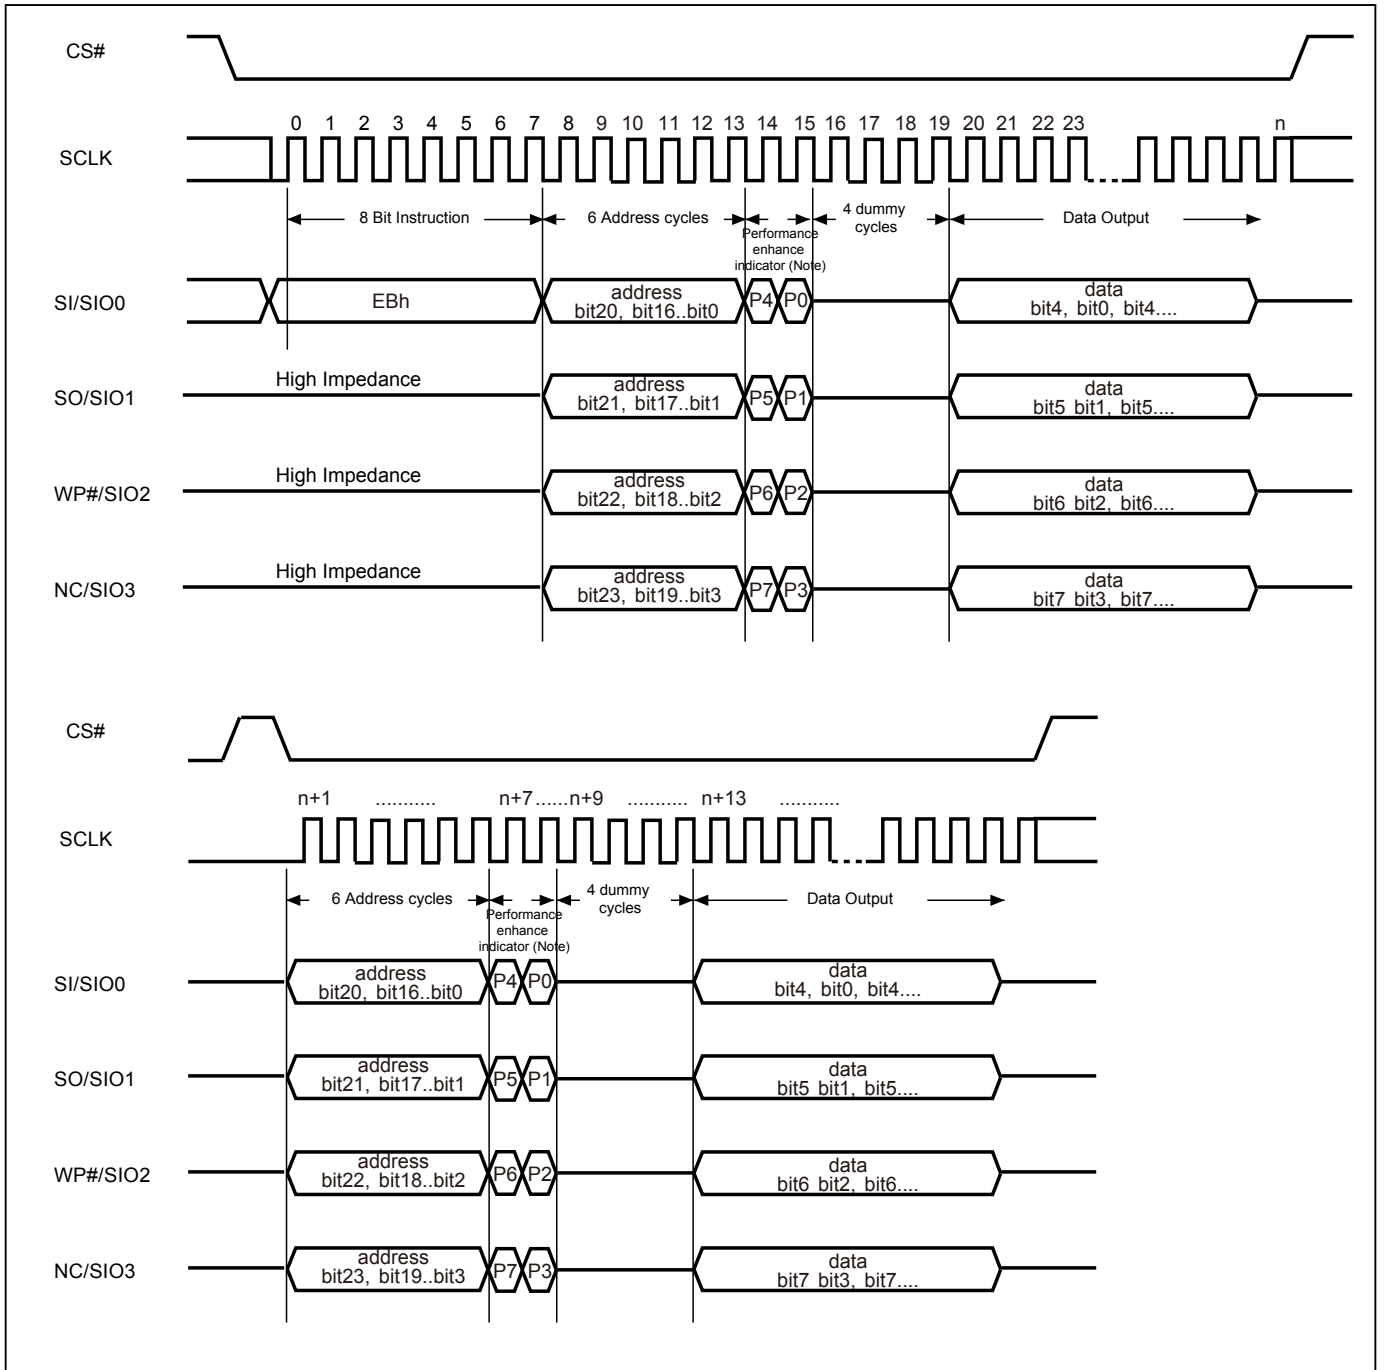 CS#
0 1 2 3 4 5 6 7 8 9 10 11 12 13 14 15 16 17 18 19 20 21 22 23 n
SCLK
8 Bit Instruction 6 Address cycles 4 dummy Data Output
cycles
Performance
enhance
indicator (Note)
SI/SIO0 EBh address P4 P0 data
bit20, bit16..bit0 bit4, bit0, bit4....
High Impedance
SO/SIO1 address P5 P1 data
bit21, bit17..bit1 bit5 bit1, bit5....
High Impedance
WP#/SIO2 address P6 P2 data
bit22, bit18..bit2 bit6 bit2, bit6....
High Impedance
NC/SIO3 address P7 P3 data
bit23, bit19..bit3 bit7 bit3, bit7....
CS#
n+1 ........... n+7......n+9 ........... n+13 ...........
SCLK
6 Address cycles 4 dummy Data Output
cycles
Performance
enhance
indicator (Note)
SI/SIO0 address P4 P0 data
bit20, bit16..bit0 bit4, bit0, bit4....
SO/SIO1 address P5 P1 data
bit21, bit17..bit1 bit5 bit1, bit5....
WP#/SIO2 address P6 P2 data
bit22, bit18..bit2 bit6 bit2, bit6....
NC/SIO3 address P7 P3 data
bit23, bit19..bit3 bit7 bit3, bit7....